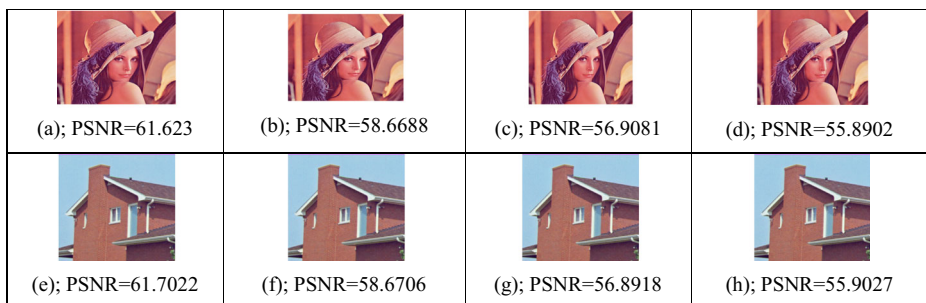 (a); PSNR=61.623
(b); PSNR=58.6688
(c); PSNR=56.9081
(d); PSNR=55.8902
(e); PSNR=61.7022
(f); PSNR=58.6706
(g); PSNR=56.8918
(h); PSNR=55.9027